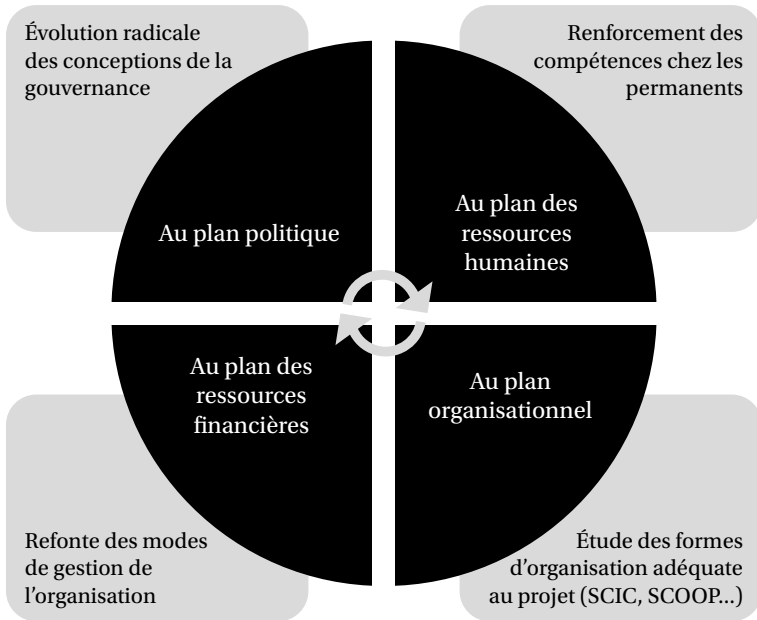 Évolution radicale
des conceptions de la
gouvernance
Renforcement des
compétences chez les
permanents
Au plan politique
Au plan des
ressources
humaines
Au plan des
ressources
financières
Au plan
organisationnel
Refonte des modes
de gestion de
l’organisation
Étude des formes
d’organisation adéquate
au projet (SCIC, SCOOP...)